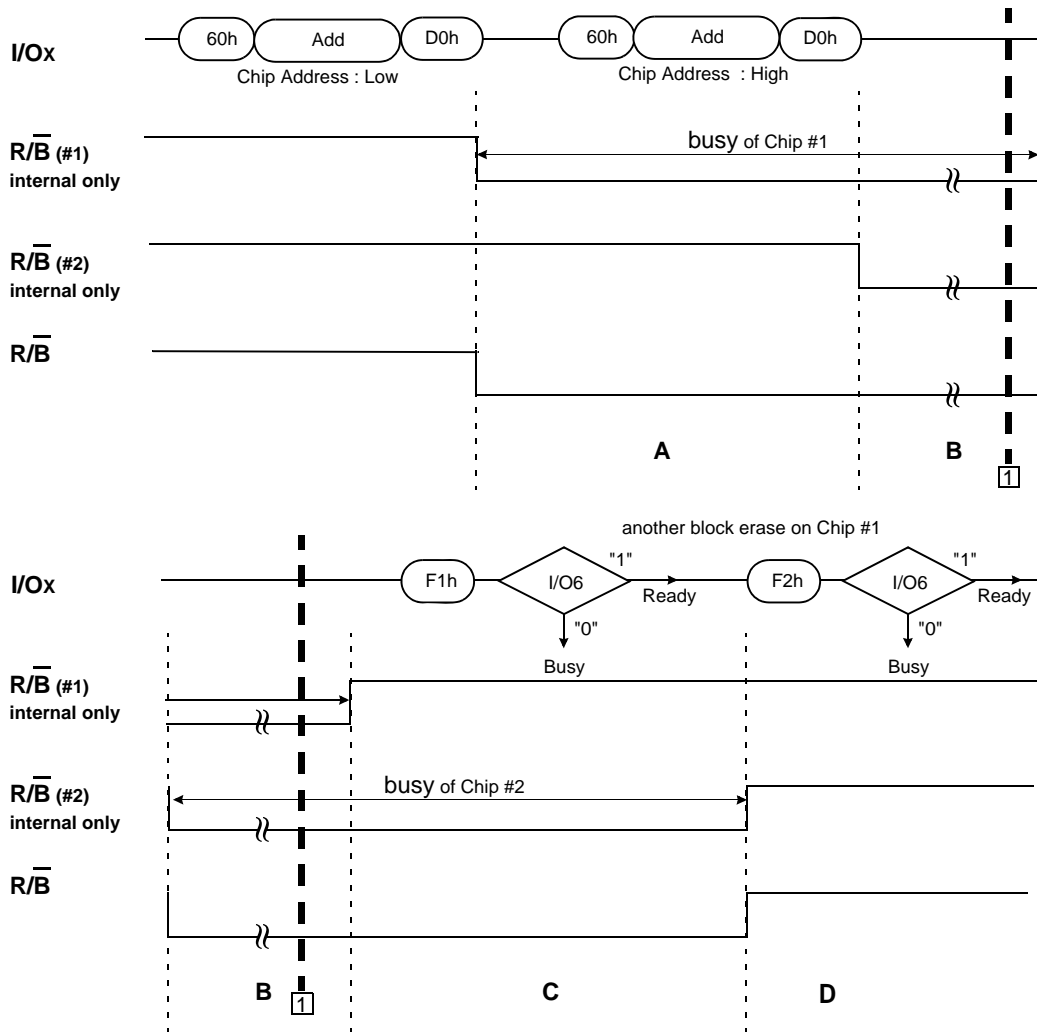 I/Ox
60h
Add
D0h
60h
Add
D0h
Chip Address : Low
Chip Address : High
R/B̅ (#1)
internal only
busy of Chip #1
R/B̅ (#2)
internal only
R/B̅
A
B
1
another block erase on Chip #1
I/Ox
F1h
I/O6
"1"
Ready
"0"
Busy
F2h
I/O6
"1"
Ready
"0"
Busy
R/B̅ (#1)
internal only
R/B̅ (#2)
internal only
busy of Chip #2
R/B̅
B
1
C
D